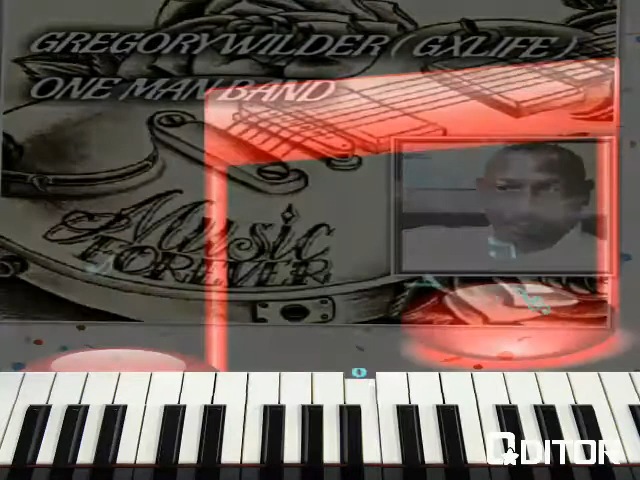 GREGORY WILDER ( GXLIFE )
ONE MAN BAND
MUSIC
FOREVER
QDITOR